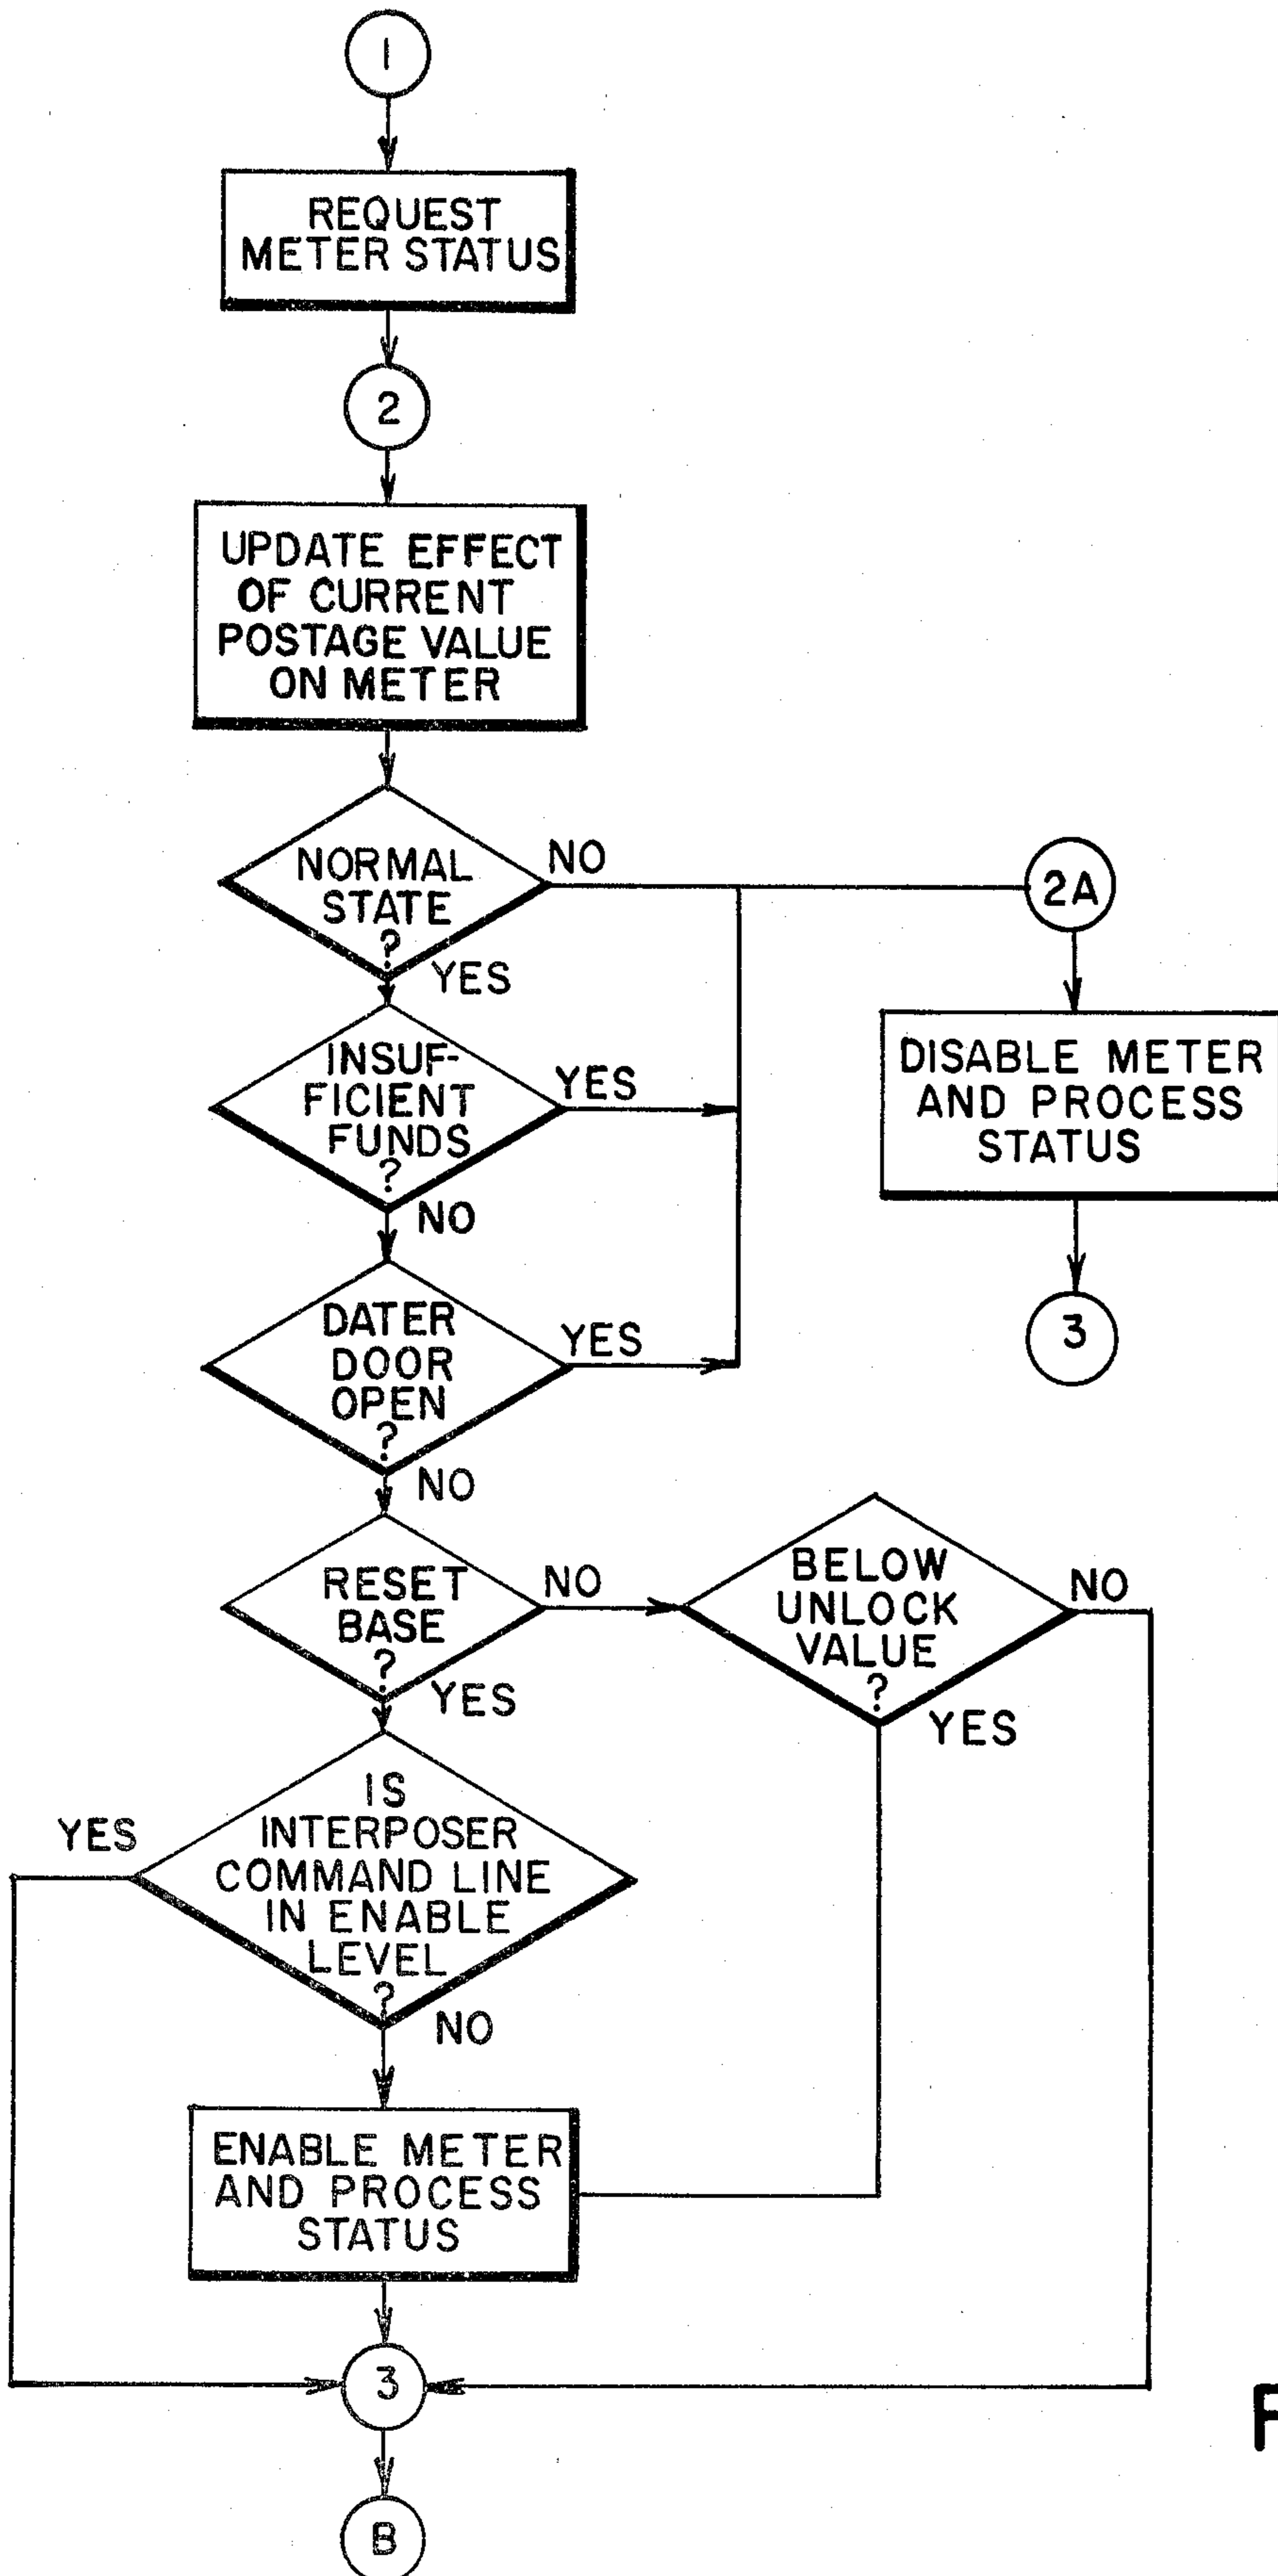 1
REQUEST
METER STATUS
2
UPDATE EFFECT
OF CURRENT
POSTAGE VALUE
ON METER
NORMAL
STATE
?
NO
YES
2A
DISABLE METER
AND PROCESS
STATUS
3
INSUF-
FICIENT
FUNDS
?
YES
NO
DATER
DOOR
OPEN
?
YES
NO
RESET
BASE
?
NO
YES
BELOW
UNLOCK
VALUE
?
NO
YES
IS
INTERPOSER
COMMAND LINE
IN ENABLE
LEVEL
?
YES
NO
ENABLE METER
AND PROCESS
STATUS
3
B